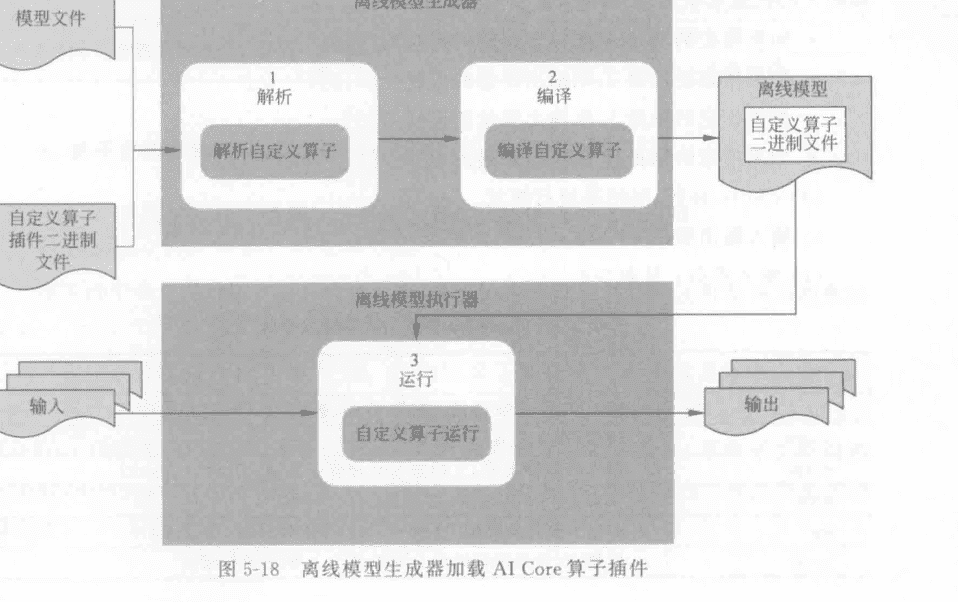 离线模型生成器
模型文件
1
解析
解析自定义算子
2
编译
编译自定义算子
离线模型
自定义算子
二进制文件
自定义算子
插件二进制
文件
离线模型执行器
3
运行
自定义算子运行
输入
输出
图 5-18 离线模型生成器加载 AI Core 算子插件